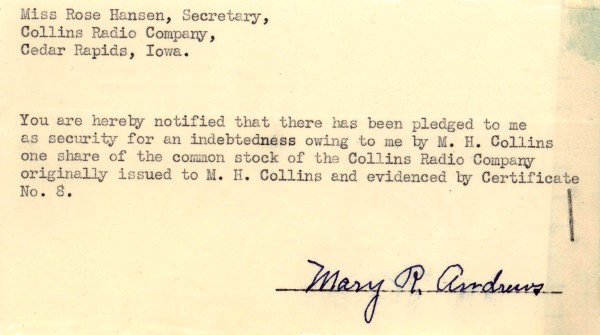 Miss Rose Hansen, Secretary,
Collins Radio Company,
Cedar Rapids, Iowa.
You are hereby notified that there has been pledged to me
as security for an indebtedness owing to me by M. H. Collins
one share of the common stock of the Collins Radio Company
originally issued to M. H. Collins and evidenced by Certificate
No. 8.
Mary R. Andrews